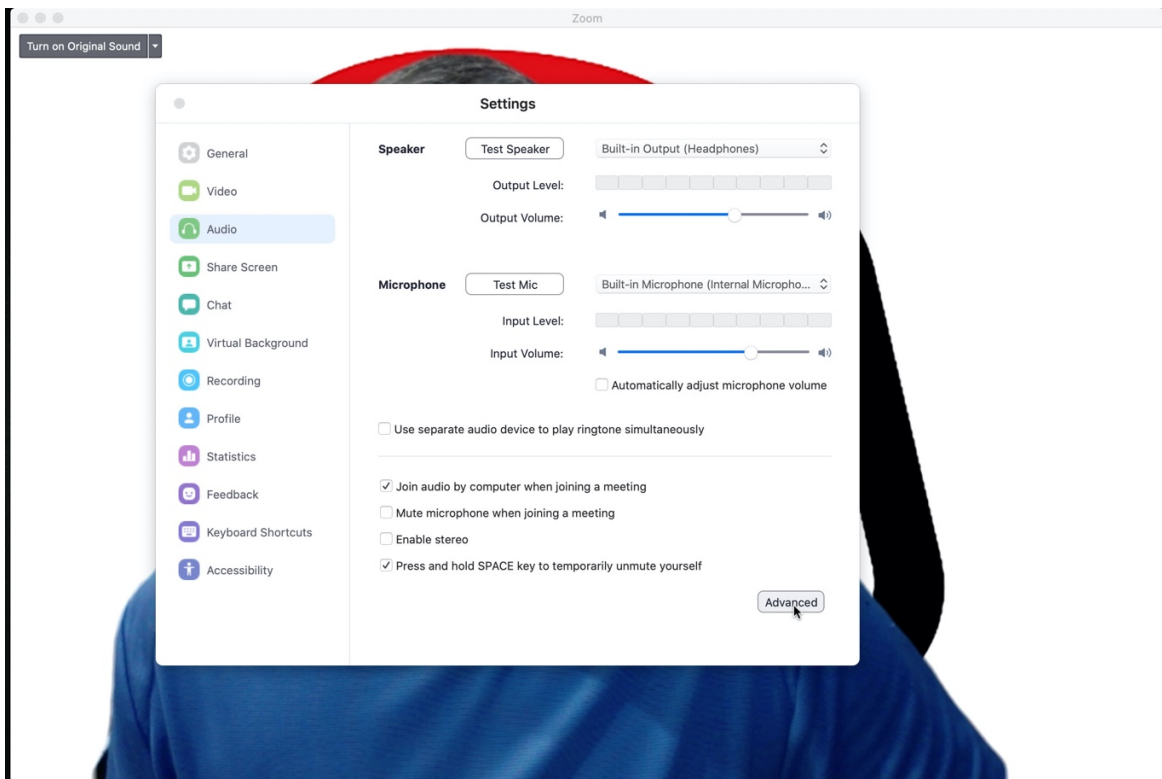 Zoom
Turn on Original Sound
Settings
General
Video
Audio
Share Screen
Chat
Virtual Background
Recording
Profile
Statistics
Feedback
Keyboard Shortcuts
Accessibility
Speaker Test Speaker Built-in Output (Headphones)
Output Level:
Output Volume:
Microphone Test Mic Built-in Microphone (Internal Micropho...
Input Level:
Input Volume:
Automatically adjust microphone volume
Use separate audio device to play ringtone simultaneously
Join audio by computer when joining a meeting
Mute microphone when joining a meeting
Enable stereo
Press and hold SPACE key to temporarily unmute yourself
Advanced